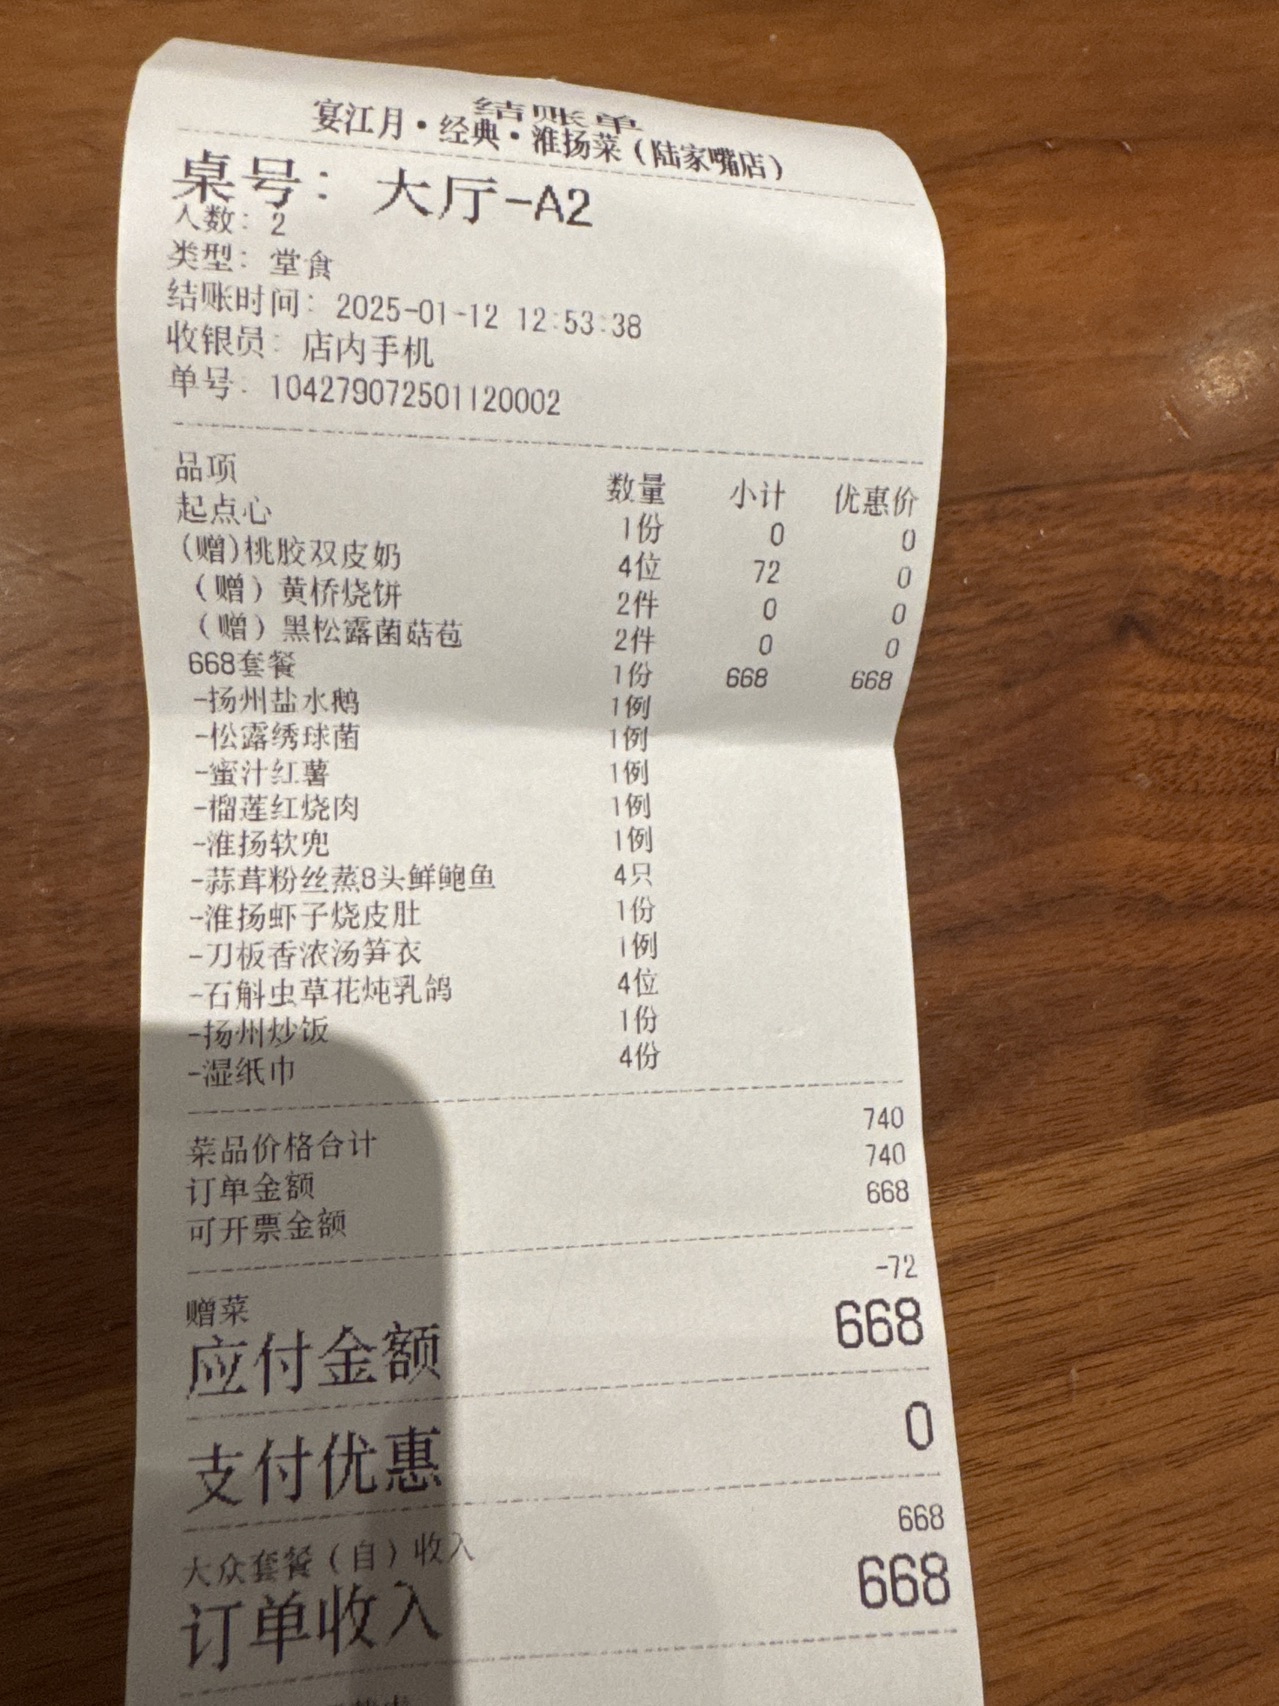 结账单
宴江月·经典·淮扬菜(陆家嘴店)
桌号: 大厅-A2
人数: 2
类型: 堂食
结账时间: 2025-01-12 12:53:38
收银员: 店内手机
单号: 104279072501120002
品项 数量 小计 优惠价
起点心 1份 0 0
(赠)桃胶双皮奶 4位 72 0
(赠) 黄桥烧饼 2件 0 0
(赠) 黑松露菌菇苞 2件 0 0
668套餐 1份 668 668
-扬州盐水鹅 1例
-松露绣球菌 1例
-蜜汁红薯 1例
-榴莲红烧肉 1例
-淮扬软兜 1例
-蒜茸粉丝蒸8头鲜鲍鱼 4只
-淮扬虾子烧皮肚 1份
-刀板香浓汤笋衣 1例
-石斛虫草花炖乳鸽 4位
-扬州炒饭 1份
-湿纸巾 4份
菜品价格合计 740
订单金额 740
可开票金额 668
赠菜 -72
应付金额 668
支付优惠 0
大众套餐(自)收入 668
订单收入 668